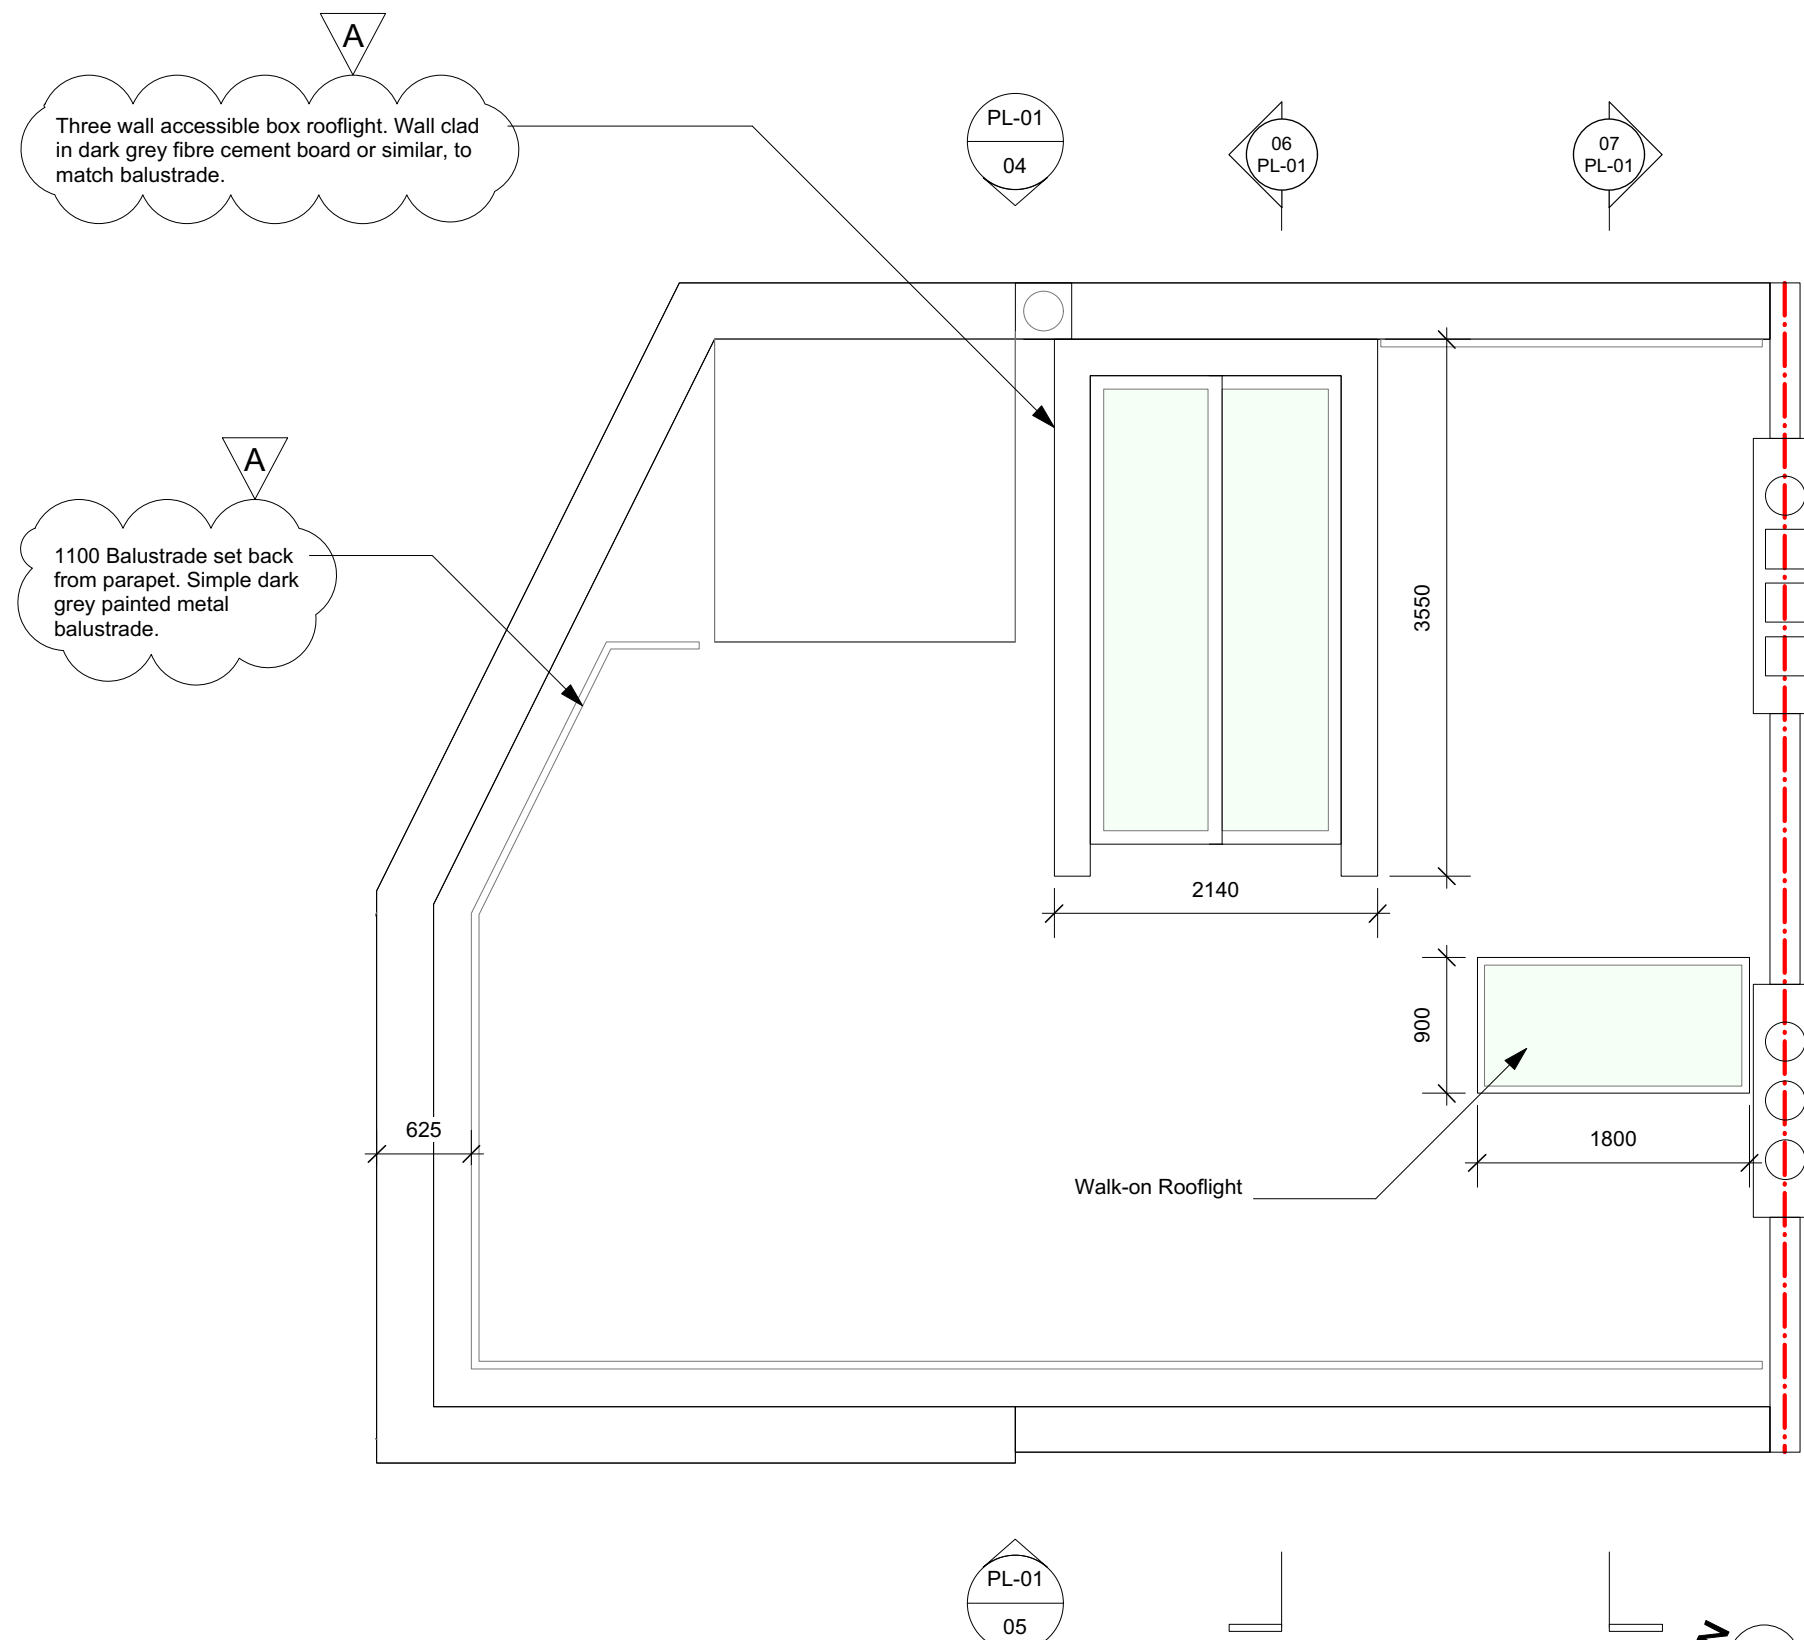 A
Three wall accessible box rooflight. Wall clad
in dark grey fibre cement board or similar, to
match balustrade.
PL-01
04
06
PL-01
07
PL-01
A
1100 Balustrade set back
from parapet. Simple dark
grey painted metal
balustrade.
3550
2140
900
625
1800
Walk-on Rooflight
PL-01
05